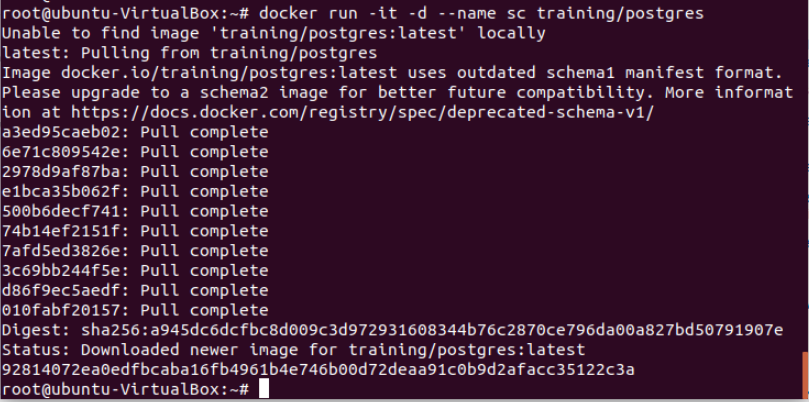 root@ubuntu-VirtualBox:~# docker run -it -d --name sc training/postgres
Unable to find image 'training/postgres:latest' locally
latest: Pulling from training/postgres
Image docker.io/training/postgres:latest uses outdated schema1 manifest format.
Please upgrade to a schema2 image for better future compatibility. More informat
ion at https://docs.docker.com/registry/spec/deprecated-schema-v1/
a3ed95caeb02: Pull complete
6e71c809542e: Pull complete
2978d9af87ba: Pull complete
e1bca35b062f: Pull complete
500b6decf741: Pull complete
74b14ef2151f: Pull complete
7afd5ed3826e: Pull complete
3c69bb244f5e: Pull complete
d86f9ec5aedf: Pull complete
010fabf20157: Pull complete
Digest: sha256:a945dc6dcfbc8d009c3d972931608344b76c2870ce796da00a827bd50791907e
Status: Downloaded newer image for training/postgres:latest
92814072ea0edfbcaba16fb4961b4e746b00d72deaa91c0b9d2afacc35122c3a
root@ubuntu-VirtualBox:~#